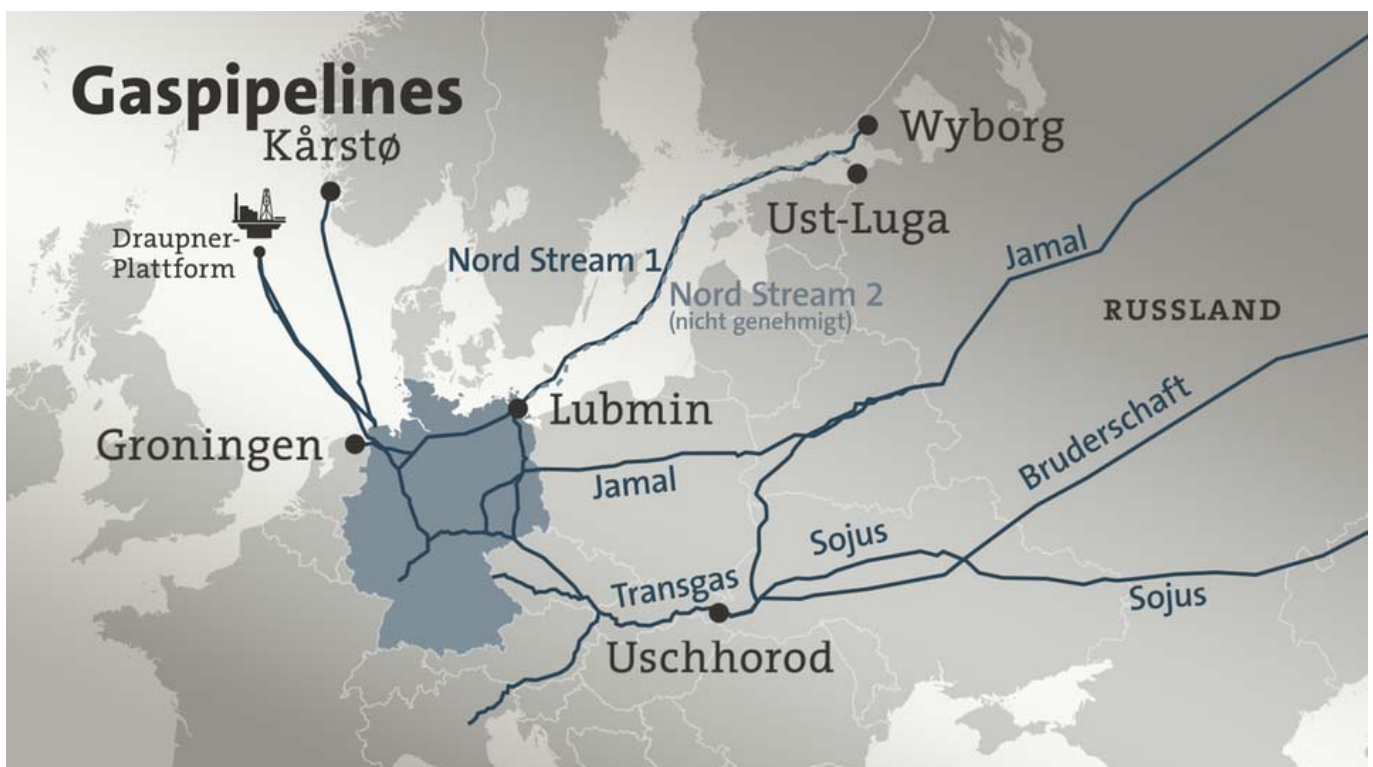 Gaspipelines
Kårstø
Wyborg
Ust-Luga
Draupner-
Plattform
Nord Stream 1
Jamal
Nord Stream 2
(nicht genehmigt)
RUSSLAND
Lubmin
Groningen
Bruderschaft
Jamal
Sojus
Transgas
Sojus
Uschhorod